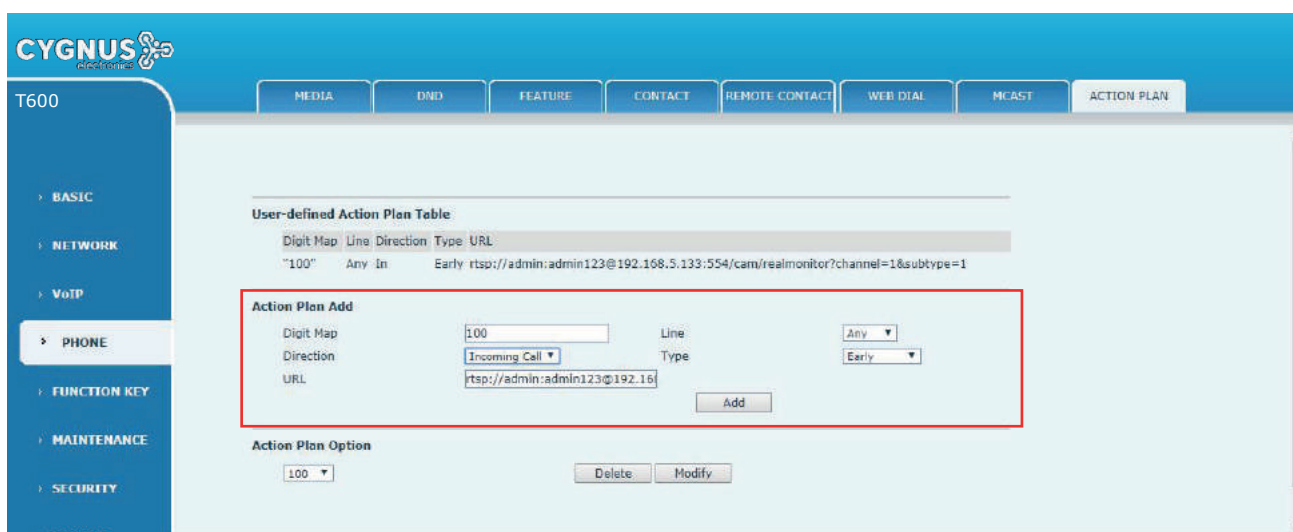 CYGNUS
electronics
T600
MEDIA DND FEATURE CONTACT REMOTE CONTACT WEB DIAL MCAST ACTION PLAN
› BASIC
› NETWORK
› VoIP
› PHONE
› FUNCTION KEY
› MAINTENANCE
› SECURITY
User-defined Action Plan Table
Digit Map Line Direction Type URL
"100" Any In Early rtsp://admin:admin123@192.168.5.133:554/cam/realmonitor?channel=1&subtype=1
Action Plan Add
Digit Map 100 Line Any
Direction Incoming Call Type Early
URL rtsp://admin:admin123@192.16
Add
Action Plan Option
100 Delete Modify